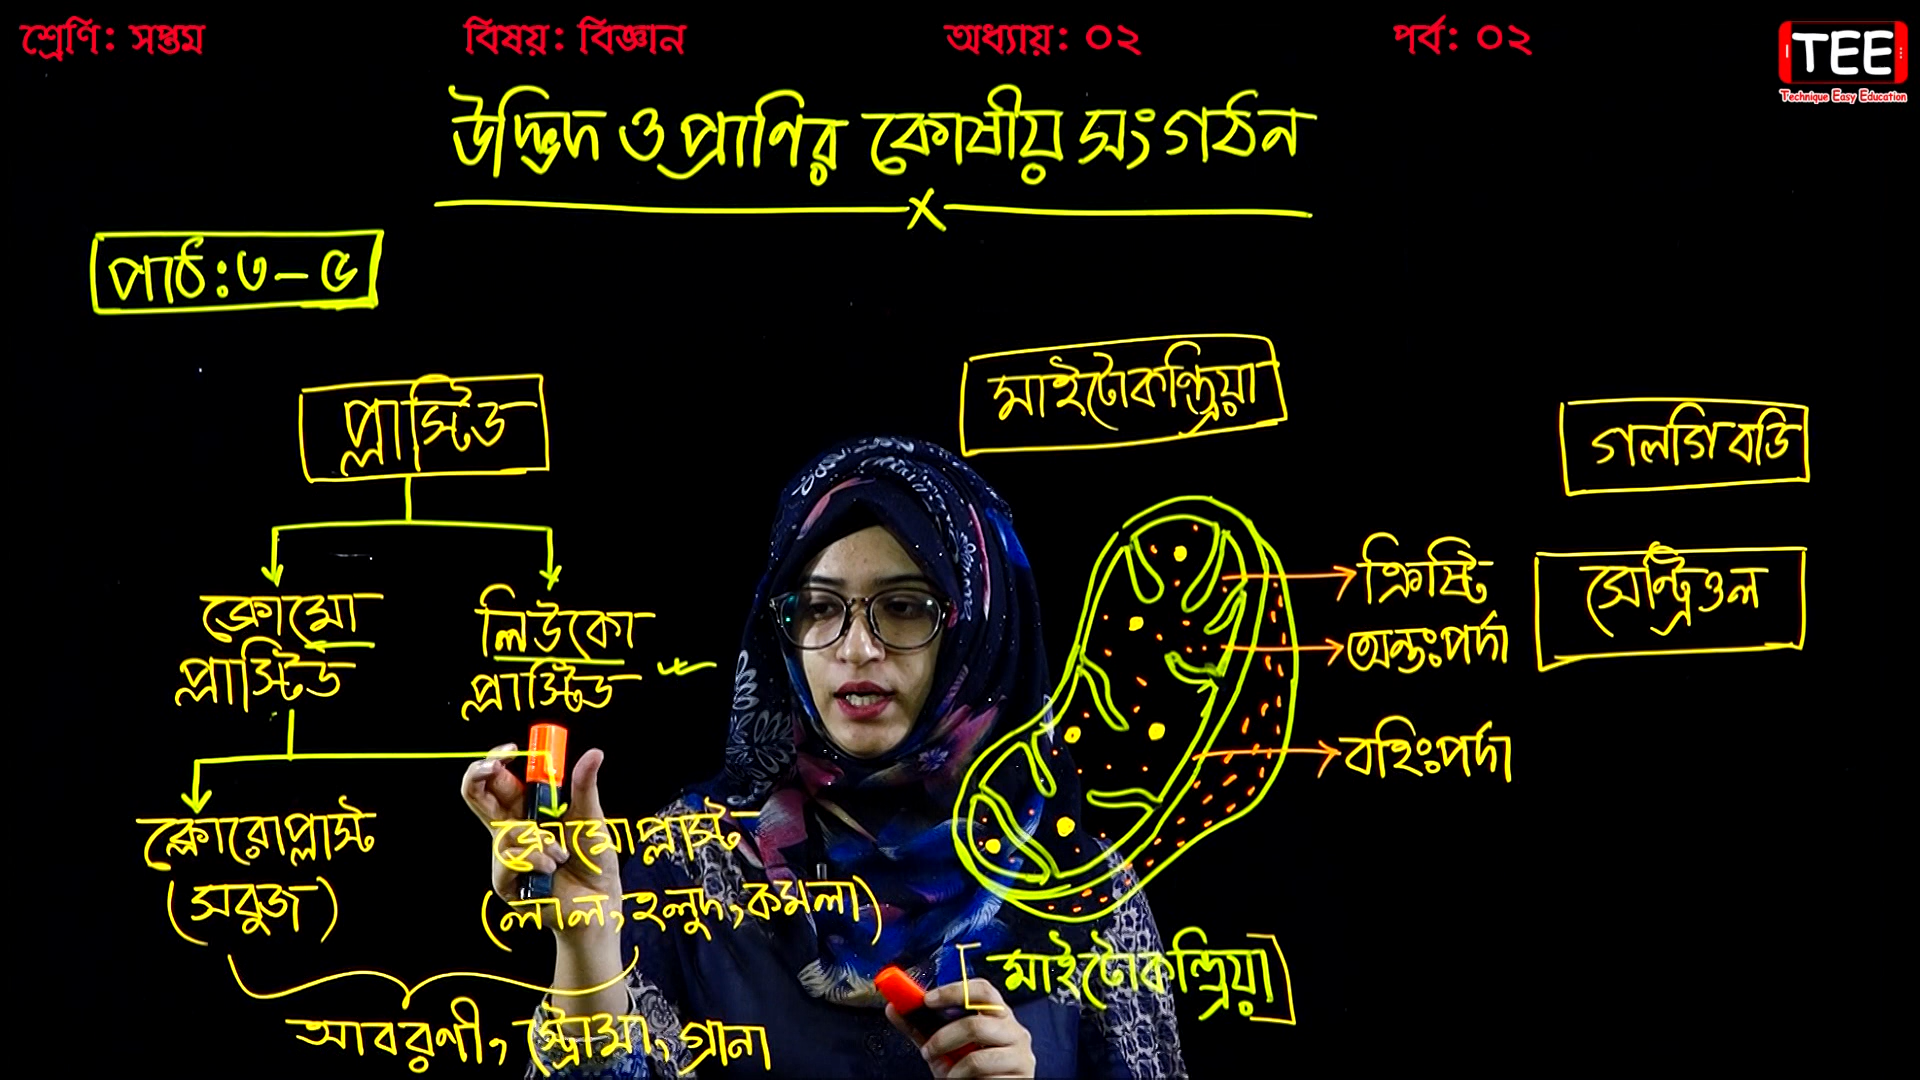 শ্রেণি: সপ্তম
বিষয়: বিজ্ঞান
অধ্যায়: ০২
পর্ব: ০২
TEE
Technique Easy Education
উদ্ভিদ ও প্রাণির কোষীয় সংগঠন
x
পাঠ: ৩-৫
প্লাস্টিড
ক্রোমো
প্লাস্টিড
লিউকো
প্লাস্টিড
ক্লোরোপ্লাস্ট
(সবুজ)
ক্রোমোপ্লাস্ট
(লাল, হলুদ, কমলা)
আবরণী, স্ট্রোমা, গ্রানা
মাইটোকন্ড্রিয়া
ক্রিষ্টি
অন্তঃপর্দা
বহিঃপর্দা
[মাইটোকন্ড্রিয়া]
গলগি বডি
সেন্ট্রিওল